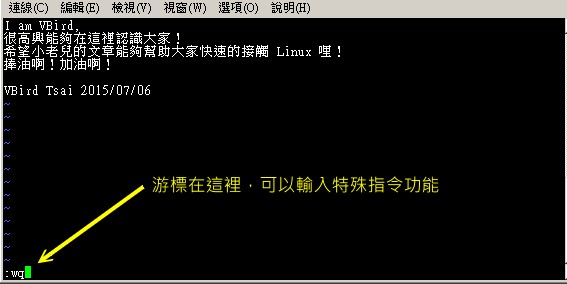 連線(C) 編輯(E) 檢視(V) 視窗(W) 選項(O) 說明(H)
I am VBird,
很高興能夠在這裡認識大家！
希望小老兒的文章能夠幫助大家快速的接觸 Linux 哩！
捧油啊！加油啊！
VBird Tsai 2015/07/06
~
~
~
~
~
~
游標在這裡，可以輸入特殊指令功能
~
~
~
~
~
~
:wq